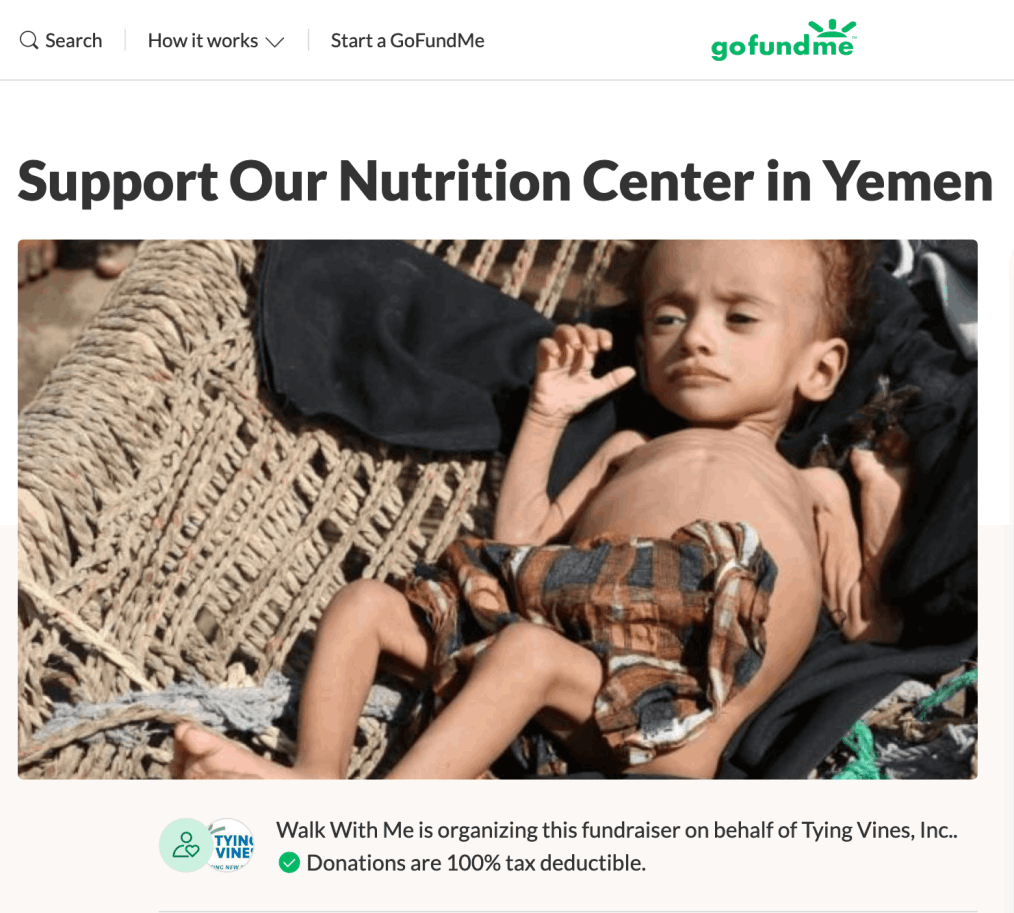 Search
How it works
Start a GoFundMe
gofundme
Support Our Nutrition Center in Yemen
TYING
VINES
Walk With Me is organizing this fundraiser on behalf of Tying Vines, Inc..
Donations are 100% tax deductible.